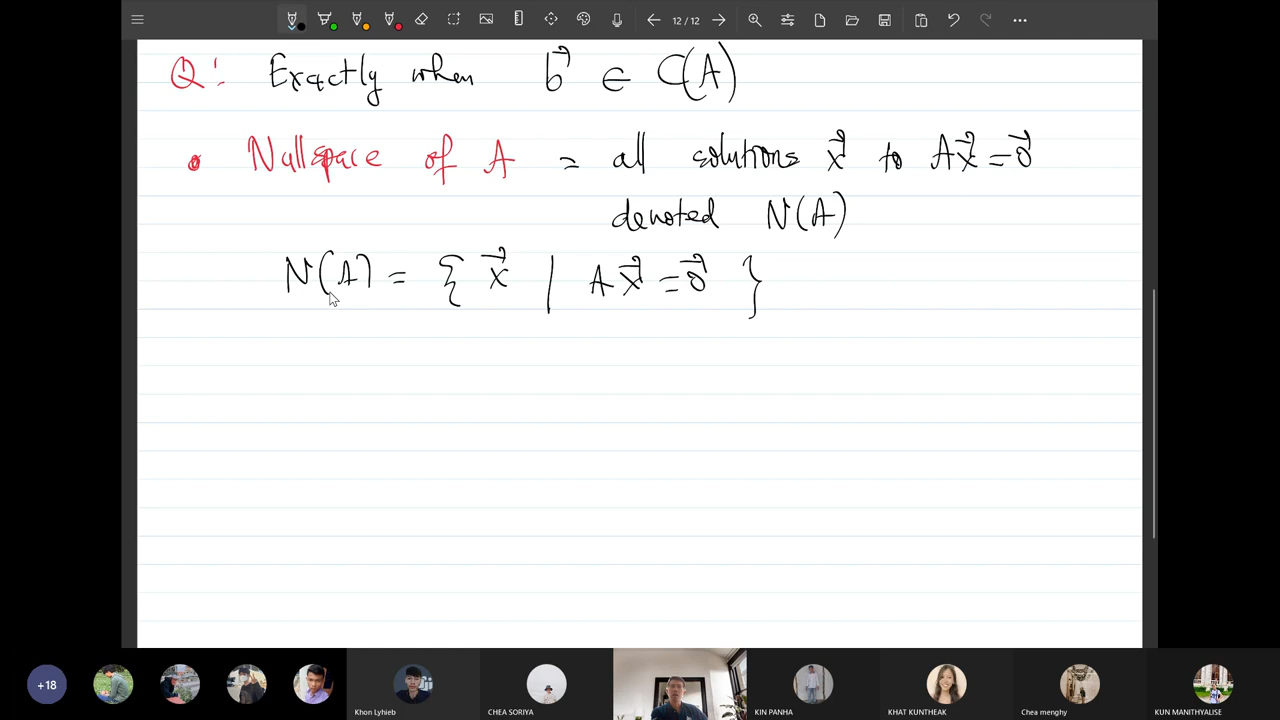 12 / 12
Q: Exactly when b⃗ ∈ C(A)
• Nullspace of A = all solutions x⃗ to Ax⃗ = 0⃗
denoted N(A)
N(A) = { x⃗ | Ax⃗ = 0⃗ }
+18
Khon Lyhieb
CHEA SORIYA
KIN PANHA
KHAT KUNTHEAK
Chea menghy
KUN MANITHYALISE